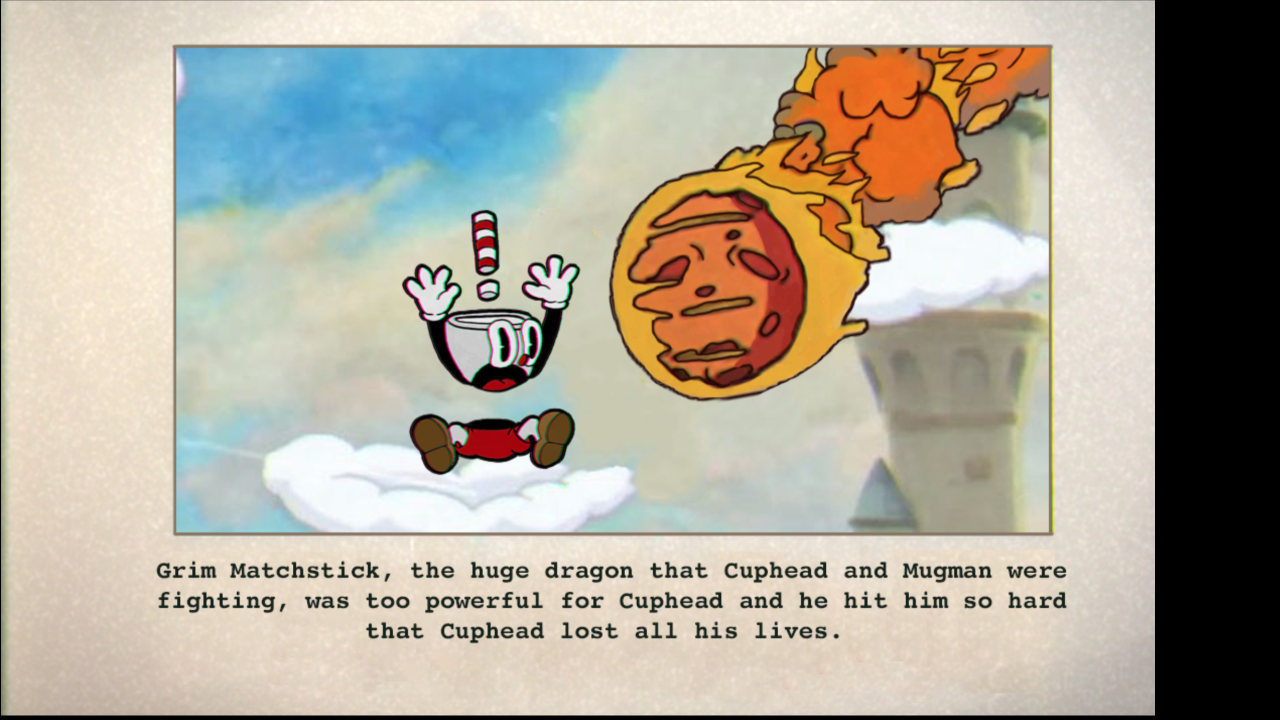 Grim Matchstick, the huge dragon that Cuphead and Mugman were
fighting, was too powerful for Cuphead and he hit him so hard
that Cuphead lost all his lives.